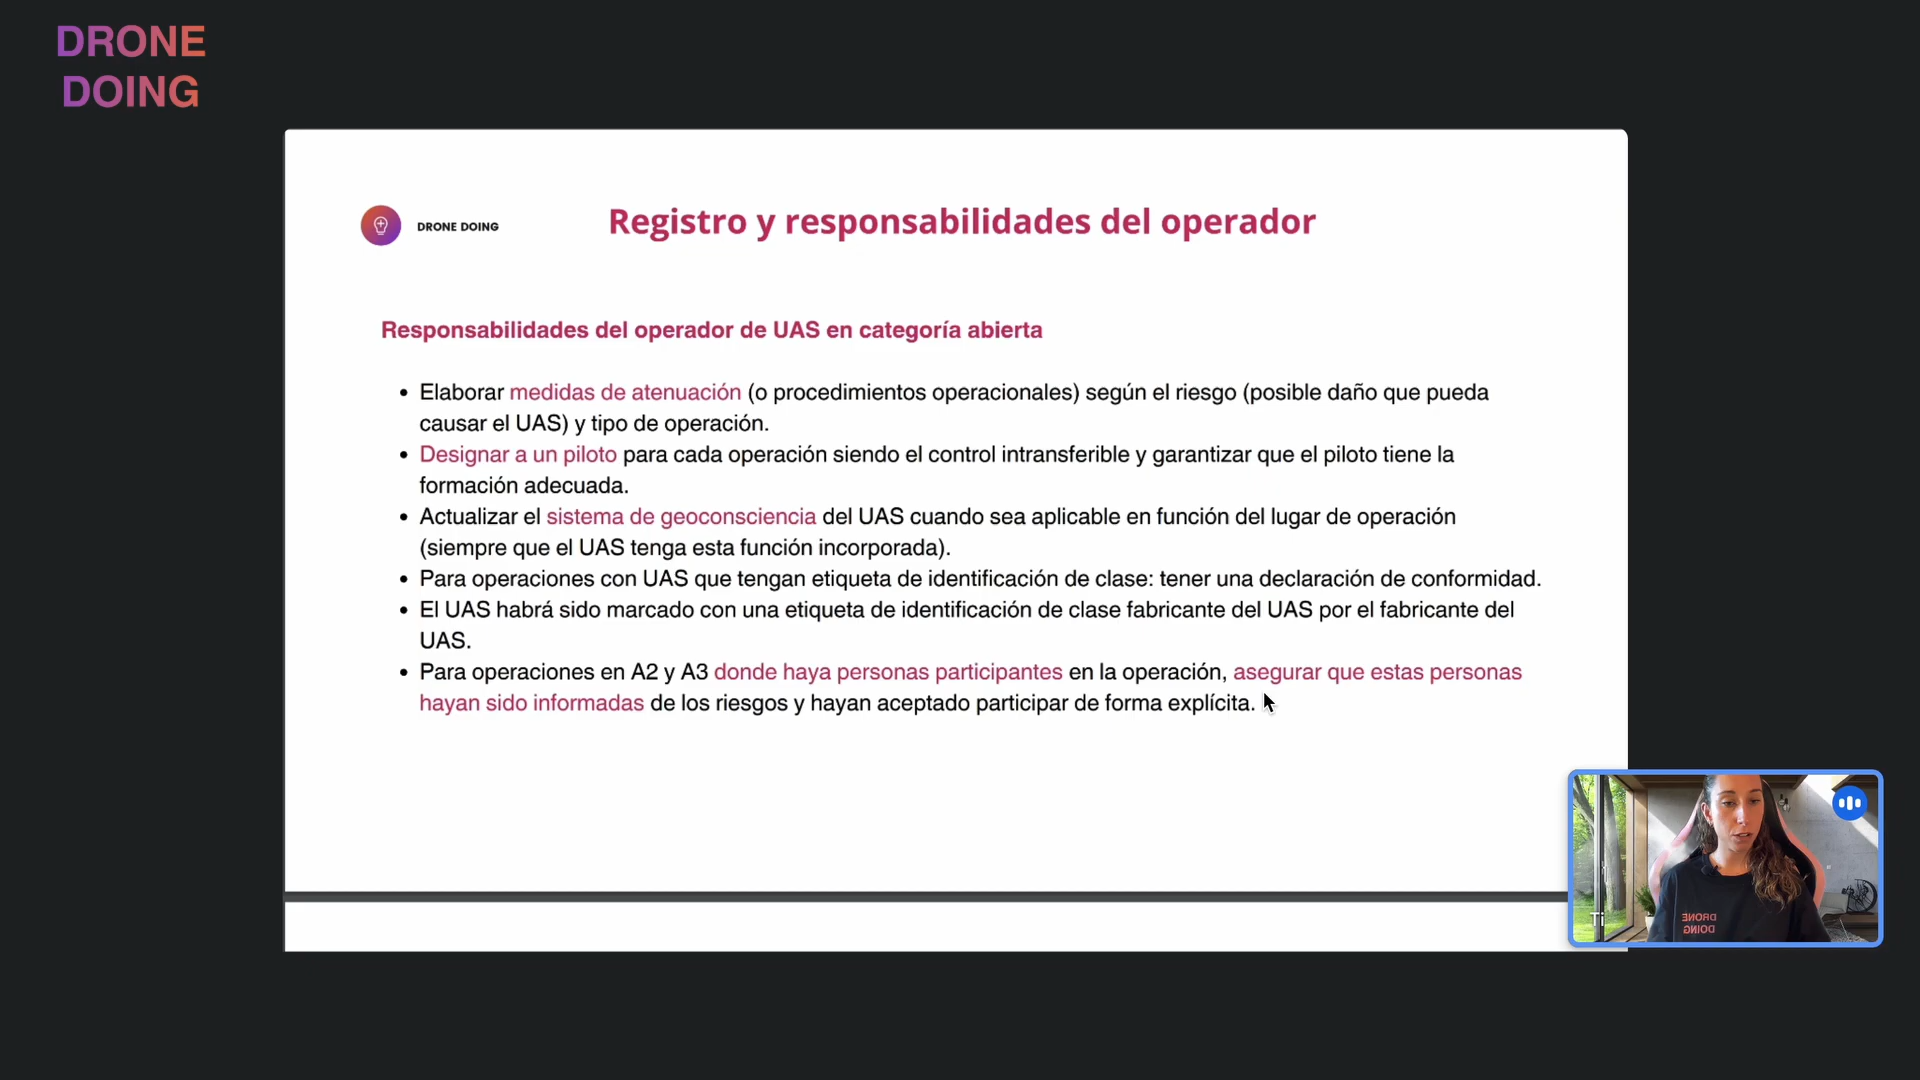 DRONE
DOING
DRONE DOING
Registro y responsabilidades del operador
Responsabilidades del operador de UAS en categoría abierta
• Elaborar medidas de atenuación (o procedimientos operacionales) según el riesgo (posible daño que pueda
causar el UAS) y tipo de operación.
• Designar a un piloto para cada operación siendo el control intransferible y garantizar que el piloto tiene la
formación adecuada.
• Actualizar el sistema de geoconsciencia del UAS cuando sea aplicable en función del lugar de operación
(siempre que el UAS tenga esta función incorporada).
• Para operaciones con UAS que tengan etiqueta de identificación de clase: tener una declaración de conformidad.
• El UAS habrá sido marcado con una etiqueta de identificación de clase fabricante del UAS por el fabricante del
UAS.
• Para operaciones en A2 y A3 donde haya personas participantes en la operación, asegurar que estas personas
hayan sido informadas de los riesgos y hayan aceptado participar de forma explícita.
DRONE
DOING